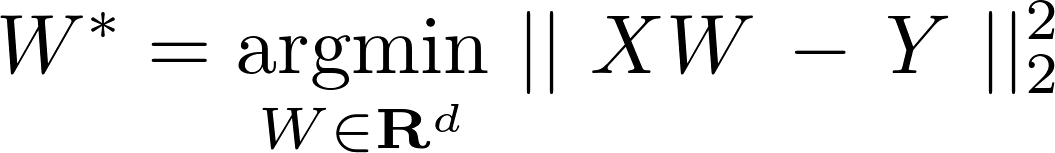 W* = argmin || XW − Y ||₂²
W∈R^d